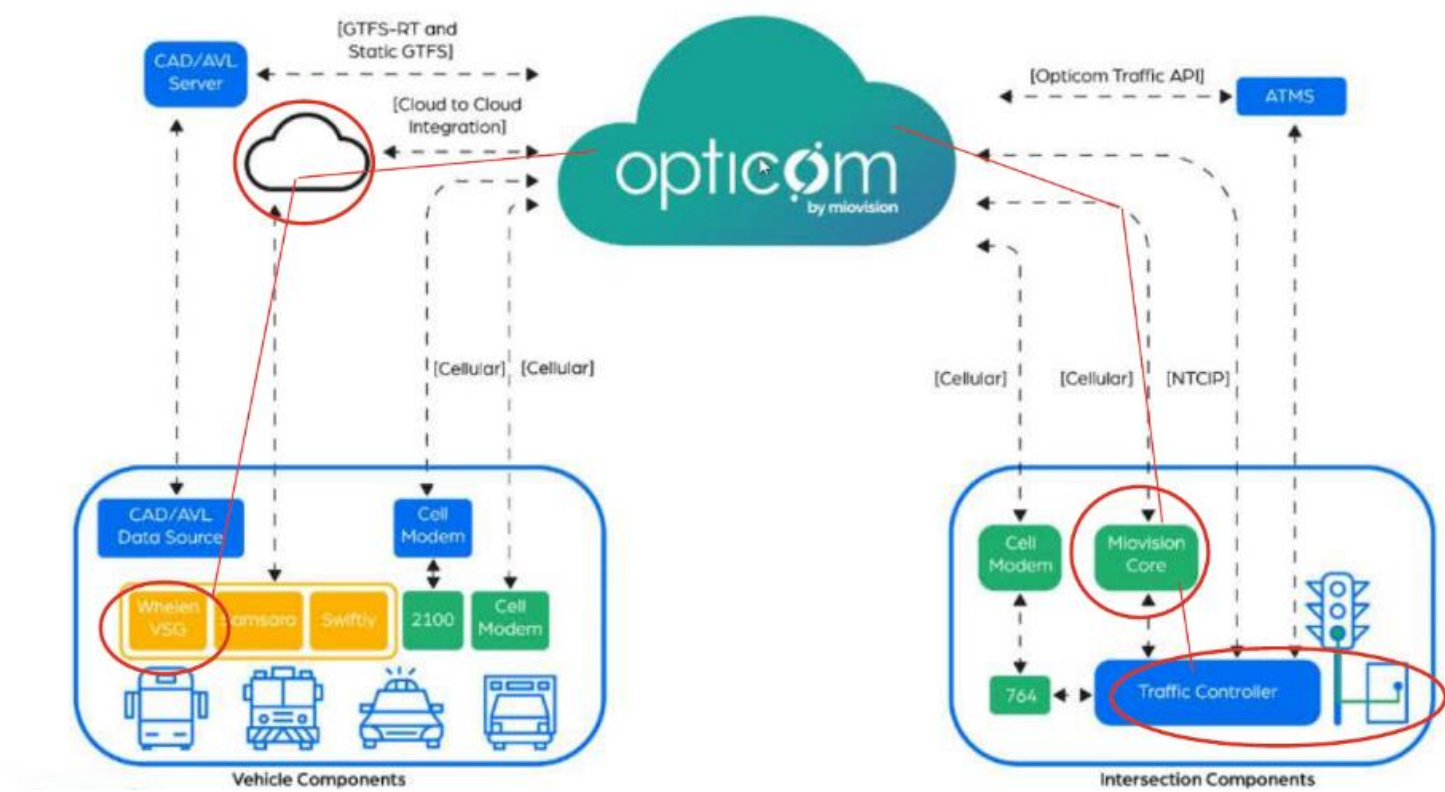 [GTFS-RT and
Static GTFS]
CAD/AVL
Server
[Cloud to Cloud
Integration]
opticom
by miovision
[Opticom Traffic API]
ATMS
[Cellular]
[Cellular]
[Cellular]
[Cellular]
[NTCIP]
CAD/AVL
Data Source
Cell
Modem
Whelen
VSG
Samsara
Swiftly
2100
Cell
Modem
Cell
Modem
Miovision
Core
764
Traffic Controller
Vehicle Components
Intersection Components